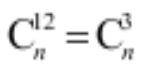 C_n^{12} = C_n^3